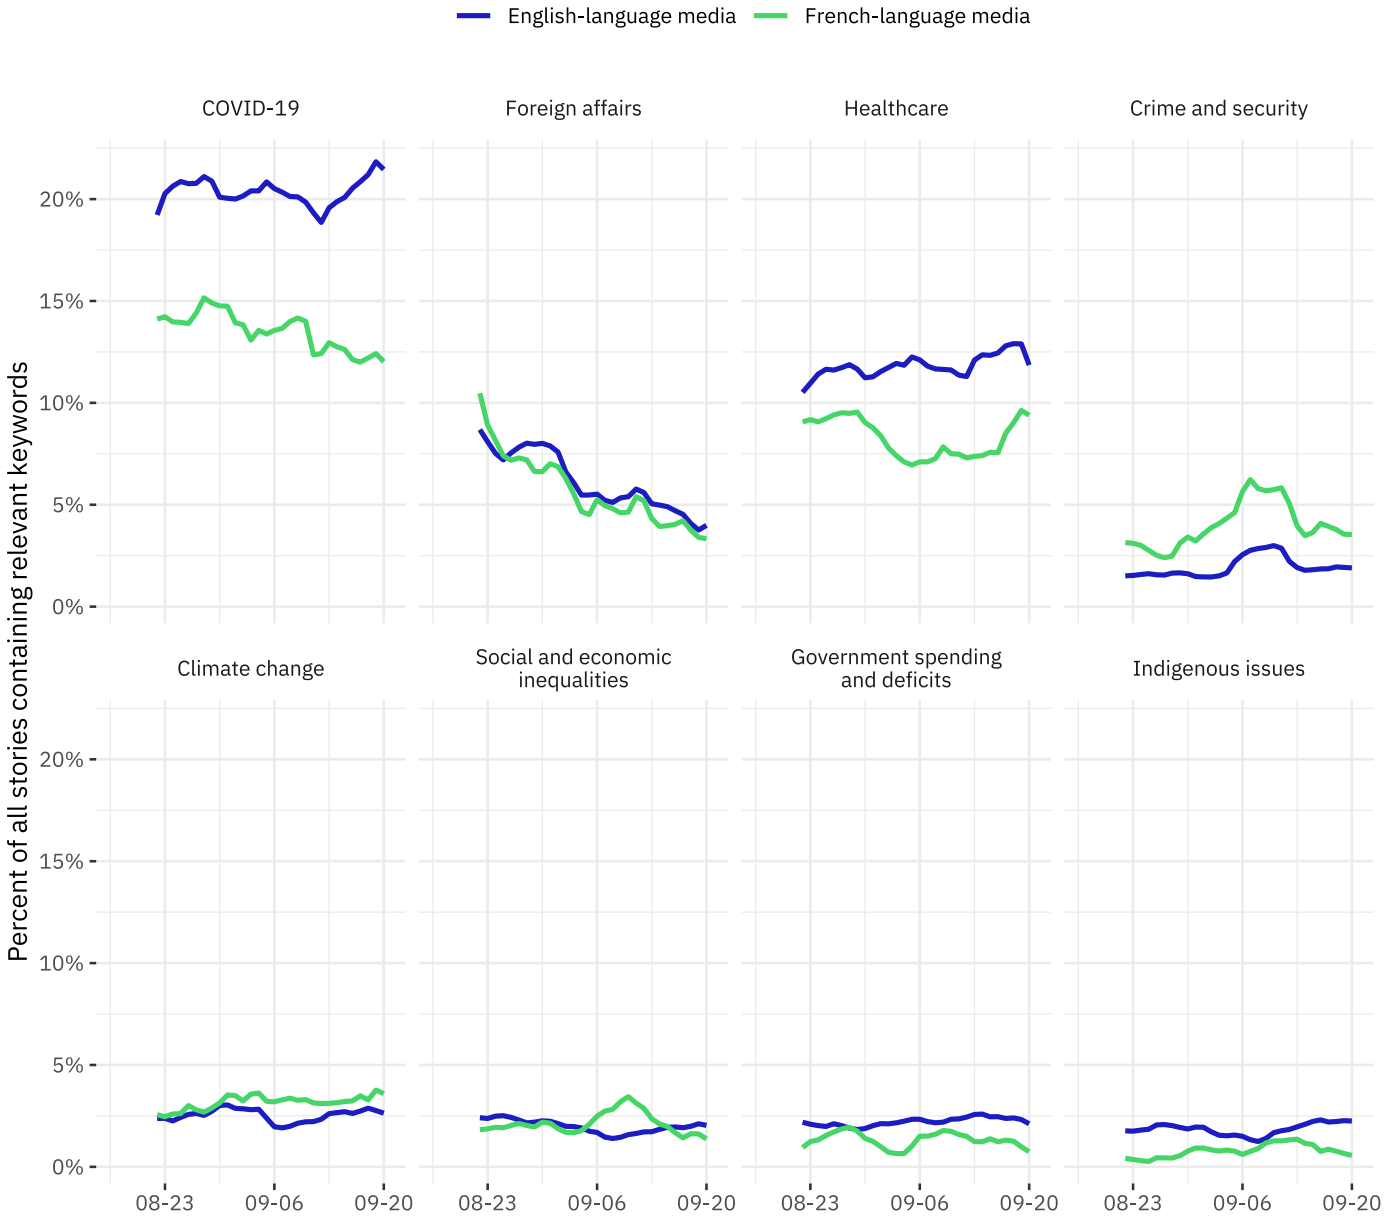 English-language media
French-language media
COVID-19
Foreign affairs
Healthcare
Crime and security
20%
15%
10%
5%
0%
Percent of all stories containing relevant keywords
Climate change
Social and economic
inequalities
Government spending
and deficits
Indigenous issues
20%
15%
10%
5%
0%
08-23
09-06
09-20
08-23
09-06
09-20
08-23
09-06
09-20
08-23
09-06
09-20